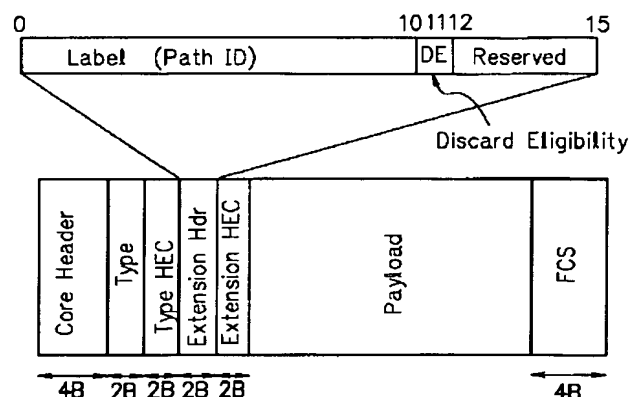 0 10 11 12 15
Label (Path ID) DE Reserved
Discard Eligibility
Core Header Type Type HEC Extension Hdr Extension HEC Payload FCS
4B 2B 2B 2B 2B 4B